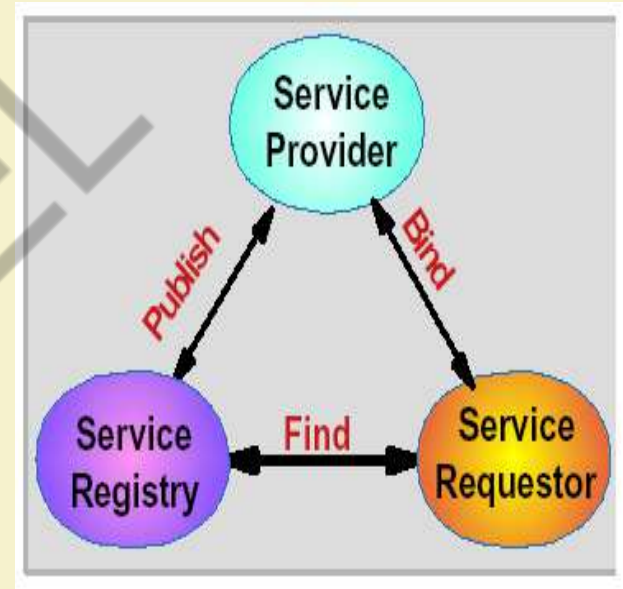 Service
Provider
Publish
Bind
Service
Registry
Find
Service
Requestor